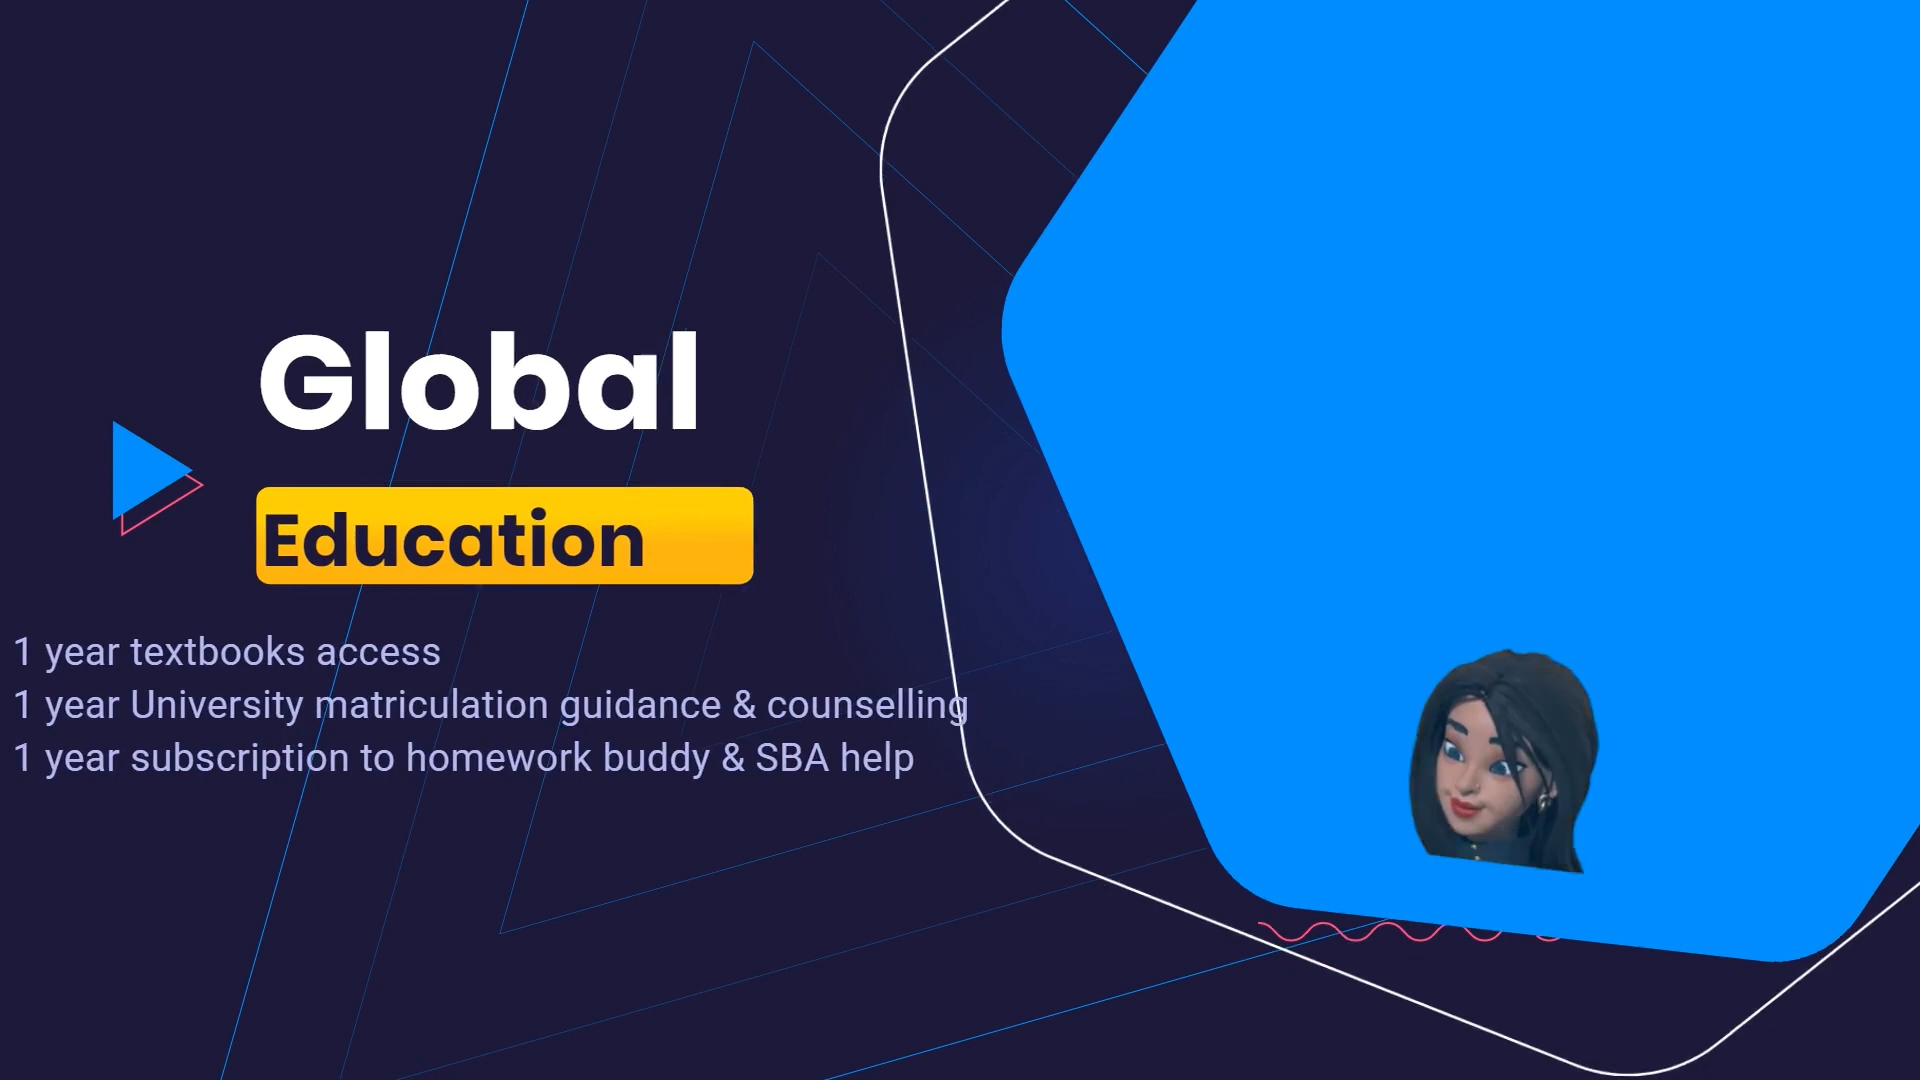 Global
Education
1 year textbooks access
1 year University matriculation guidance & counselling
1 year subscription to homework buddy & SBA help